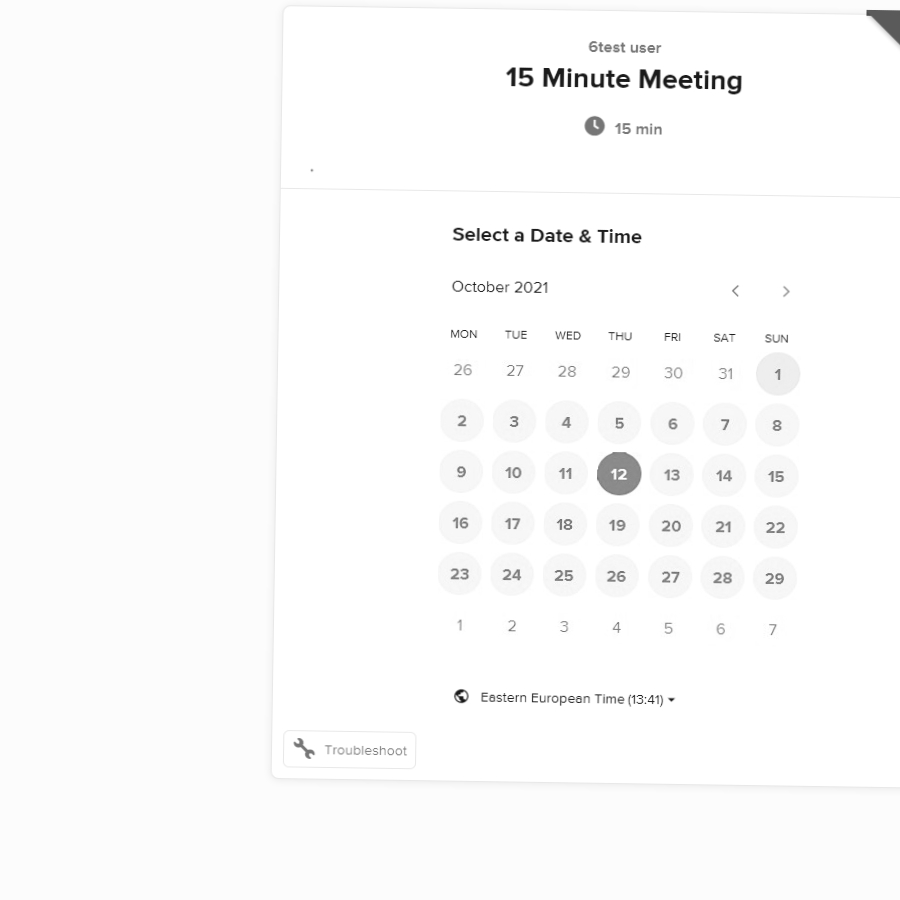 6test user
15 Minute Meeting
15 min
.
Select a Date & Time
October 2021
MON TUE WED THU FRI SAT SUN
26 27 28 29 30 31 1
2 3 4 5 6 7 8
9 10 11 12 13 14 15
16 17 18 19 20 21 22
23 24 25 26 27 28 29
1 2 3 4 5 6 7
Eastern European Time (13:41)
Troubleshoot